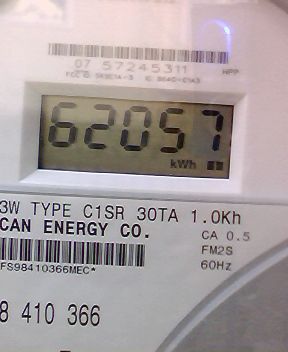 07 57245311
HPP
62057
kWh
3W TYPE C1SR 30TA 1.0Kh
CAN ENERGY CO.
CA 0.5
FM2S
FS98410366MEC*
60Hz
8 410 366